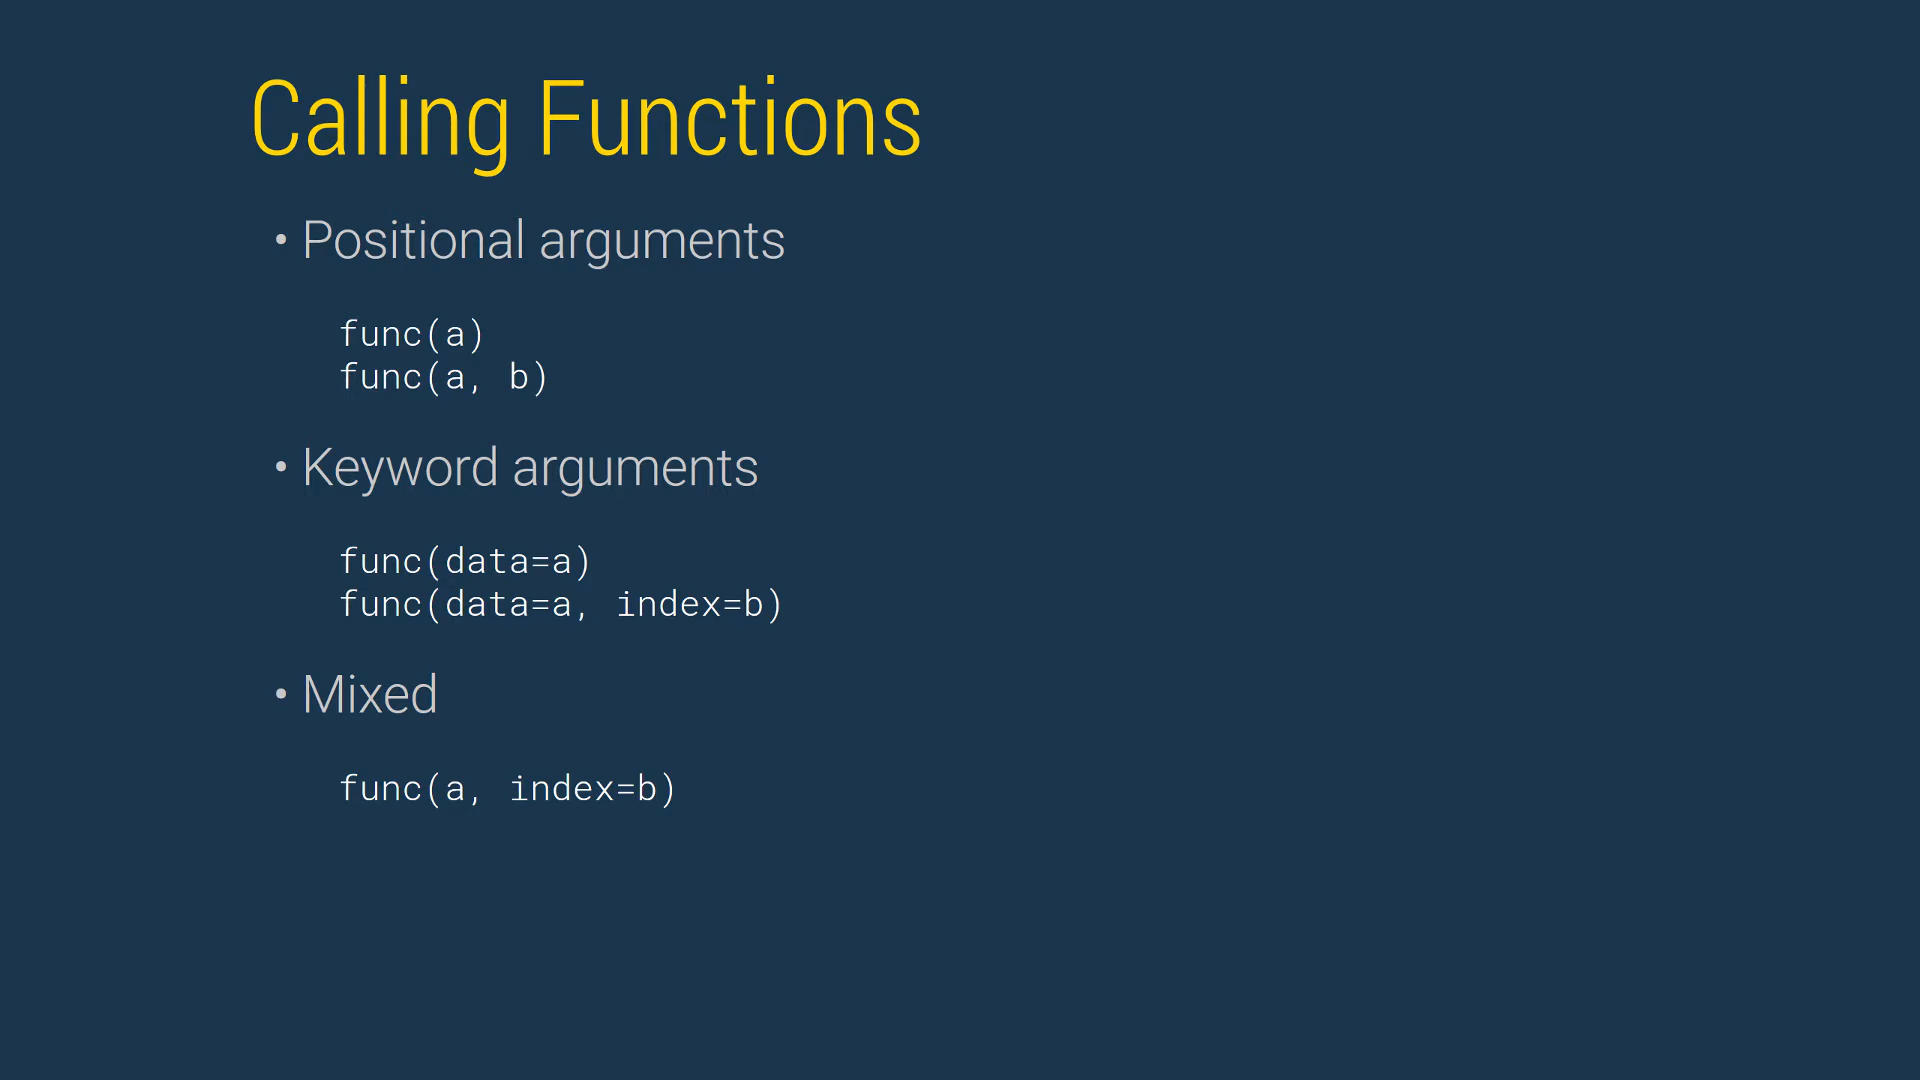 Calling Functions
• Positional arguments
func(a)
func(a, b)
• Keyword arguments
func(data=a)
func(data=a, index=b)
• Mixed
func(a, index=b)